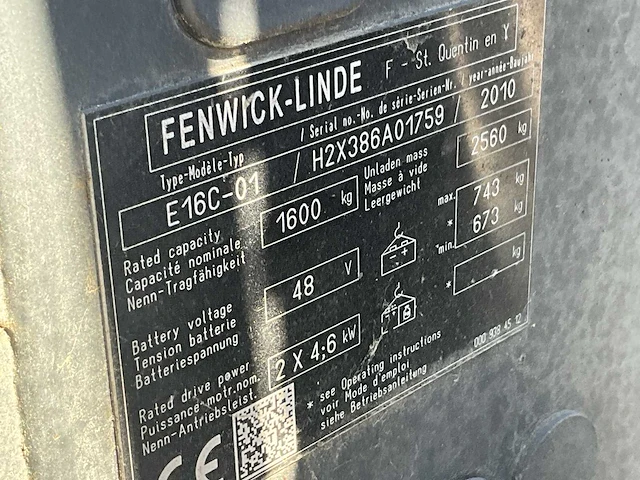 FENWICK-LINDE F - St. Quentin en Y
Type-Modèle-Typ / Serial no.-No. de série-Serien-Nr. / year-année-Baujahr
E16C-01 / H2X386A01759 / 2010
Rated capacity
Capacité nominale
Nenn-Tragfähigkeit
1600 kg
Unladen mass
Masse à vide
Leergewicht
2560 kg
Battery voltage
Tension batterie
Batteriespannung
48 V
max. 743 kg
*
*min. 673 kg
* kg
Rated drive power
Puissance motr.nom.
Nenn-Antriebsleist.
2 X 4,6 kW
* see Operating instructions
voir Mode d'emploi
siehe Betriebsanleitung
000 938 45 12
CE